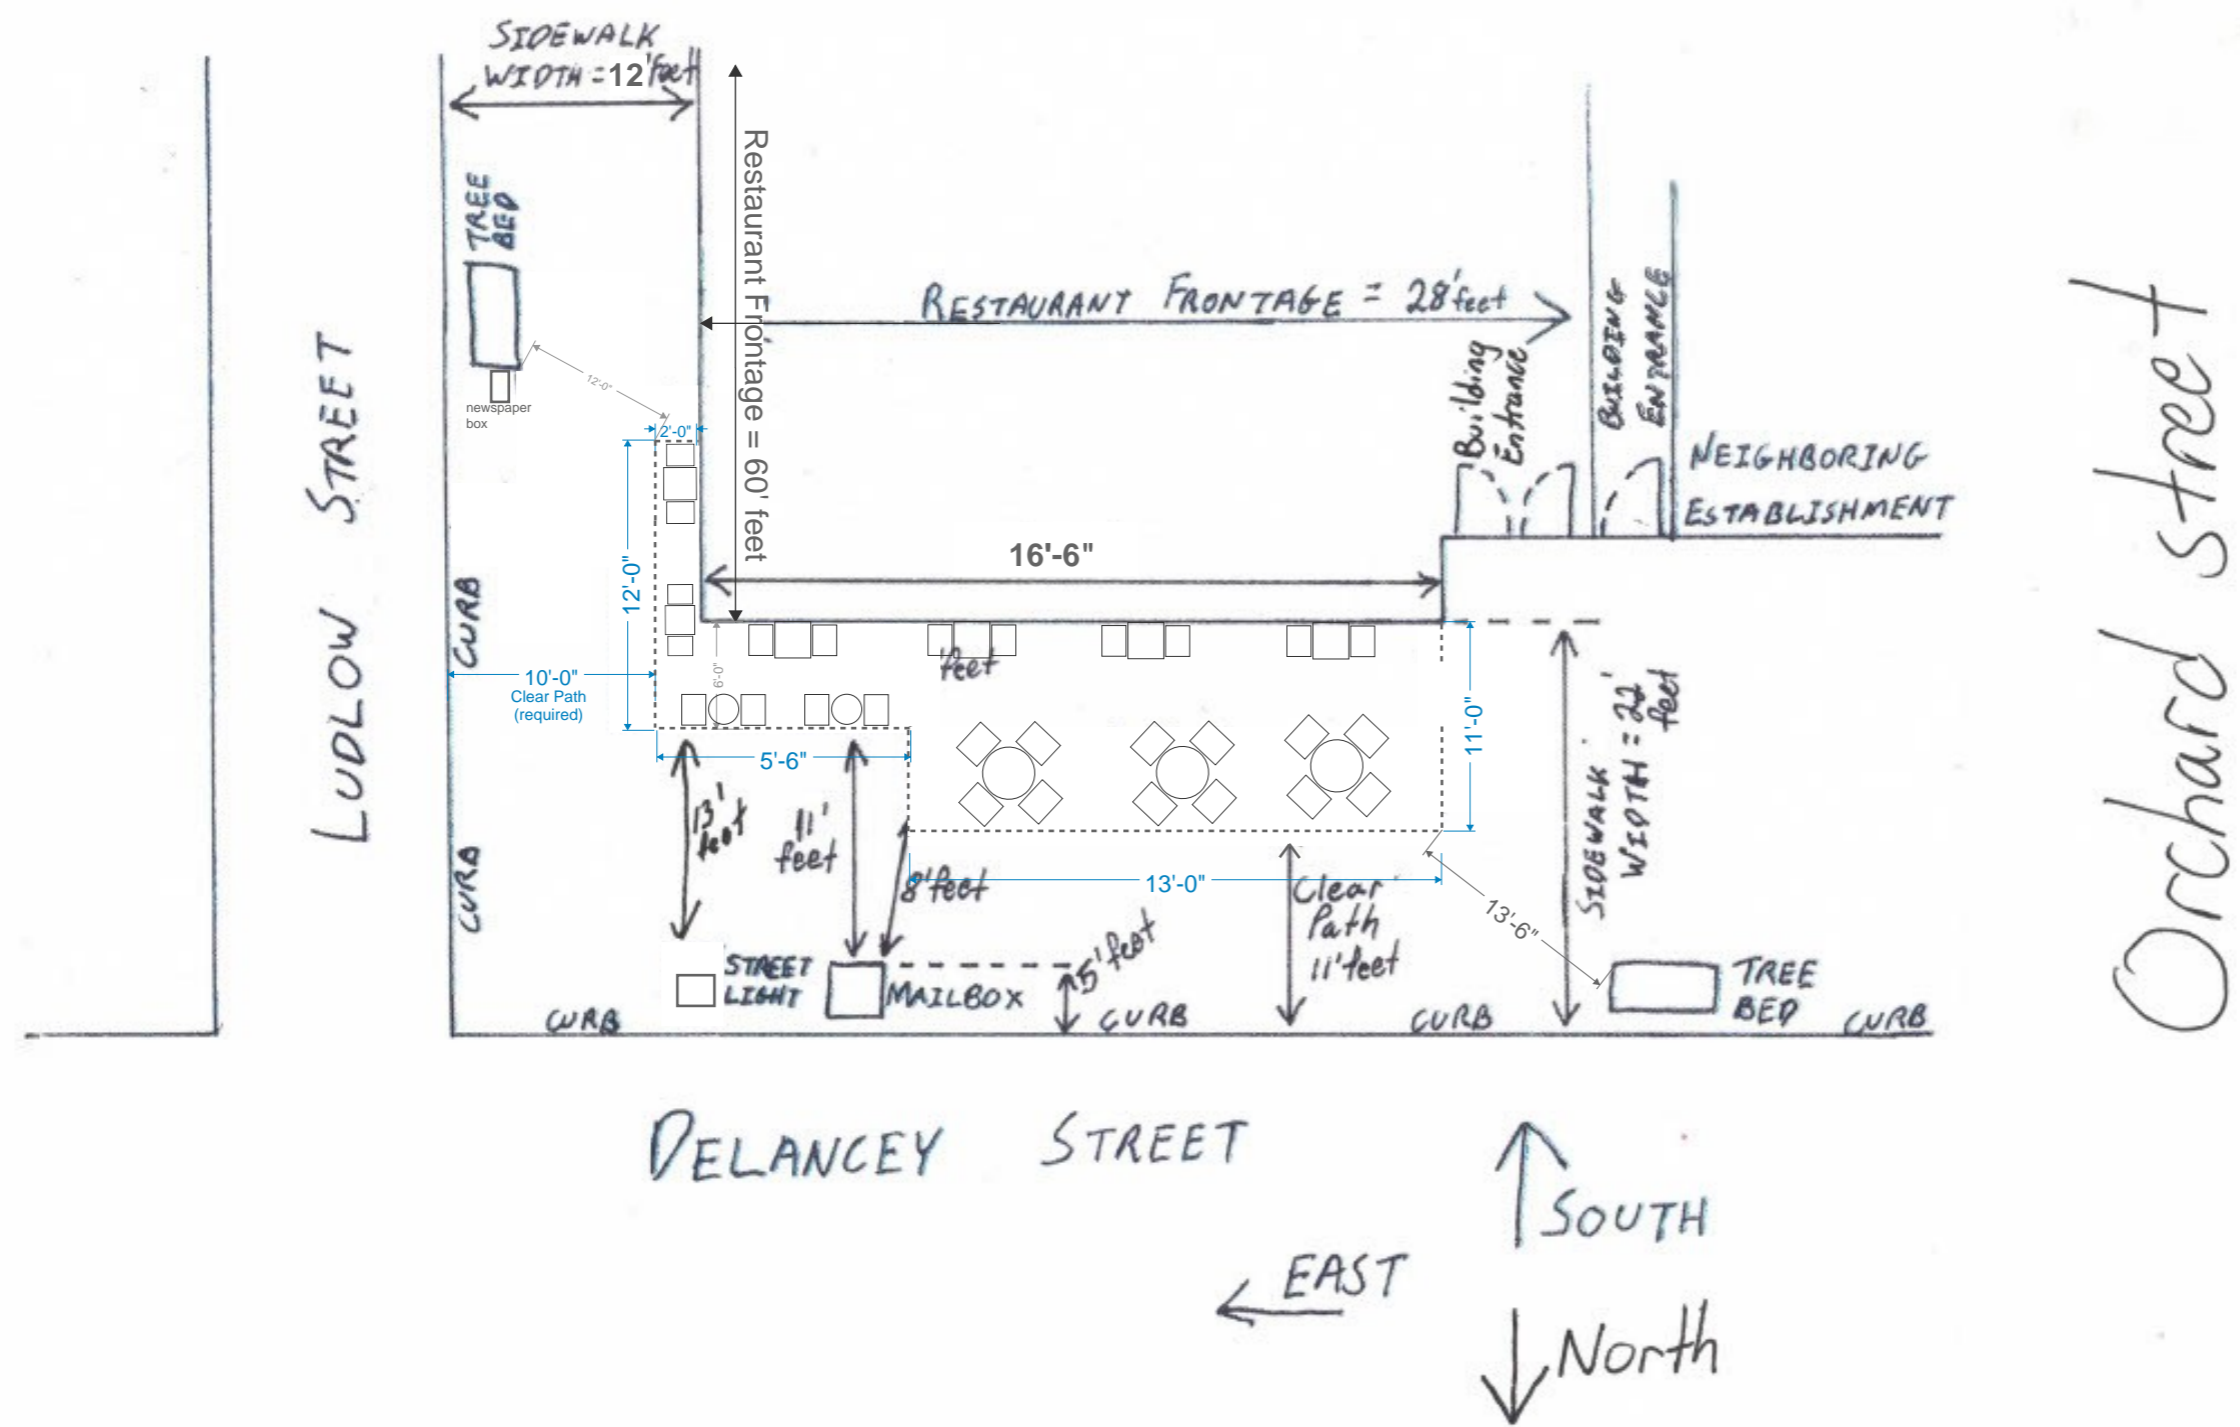 SIDEWALK
WIDTH = 12' feet
TREE
BED
newspaper
box
12'-0"
2'-0"
Restaurant Frontage = 60' feet
RESTAURANT FRONTAGE = 28' feet
Building
Entrance
BUILDING
ENTRANCE
NEIGHBORING
ESTABLISHMENT
Orchard Street
LUDLOW STREET
CURB
CURB
12'-0"
16'-6"
10'-0"
Clear Path
(required)
6'-0"
'feet
5'-6"
11'-0"
SIDEWALK
WIDTH = 22'
feet
13'
feet
11'
feet
8' feet
13'-0"
Clear
Path
11' feet
13'-6"
5' feet
STREET
LIGHT
MAILBOX
TREE
BED
CURB
CURB
CURB
CURB
DELANCEY STREET
SOUTH
EAST
North